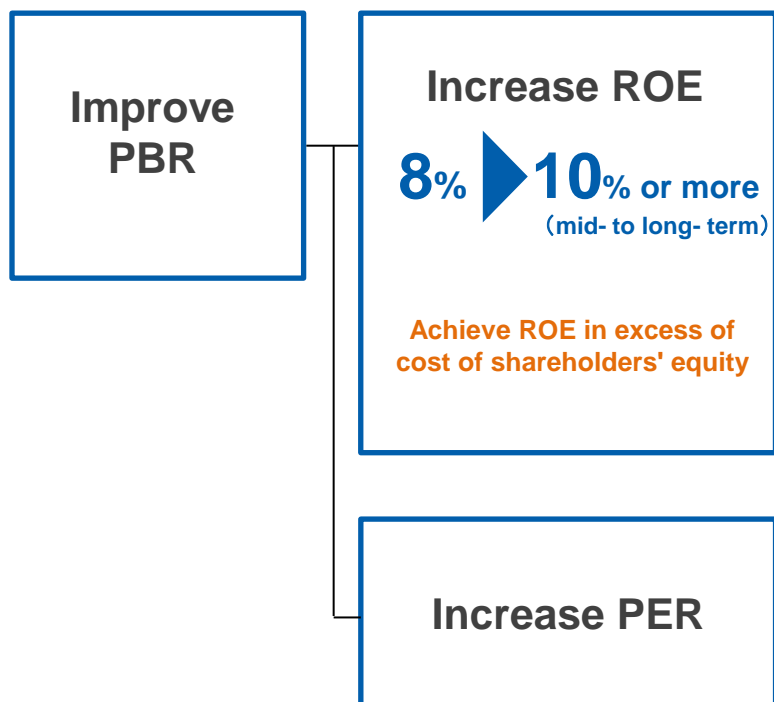 Improve
PBR
Increase ROE
8% 10% or more
（mid- to long- term）
Achieve ROE in excess of
cost of shareholders' equity
Increase PER